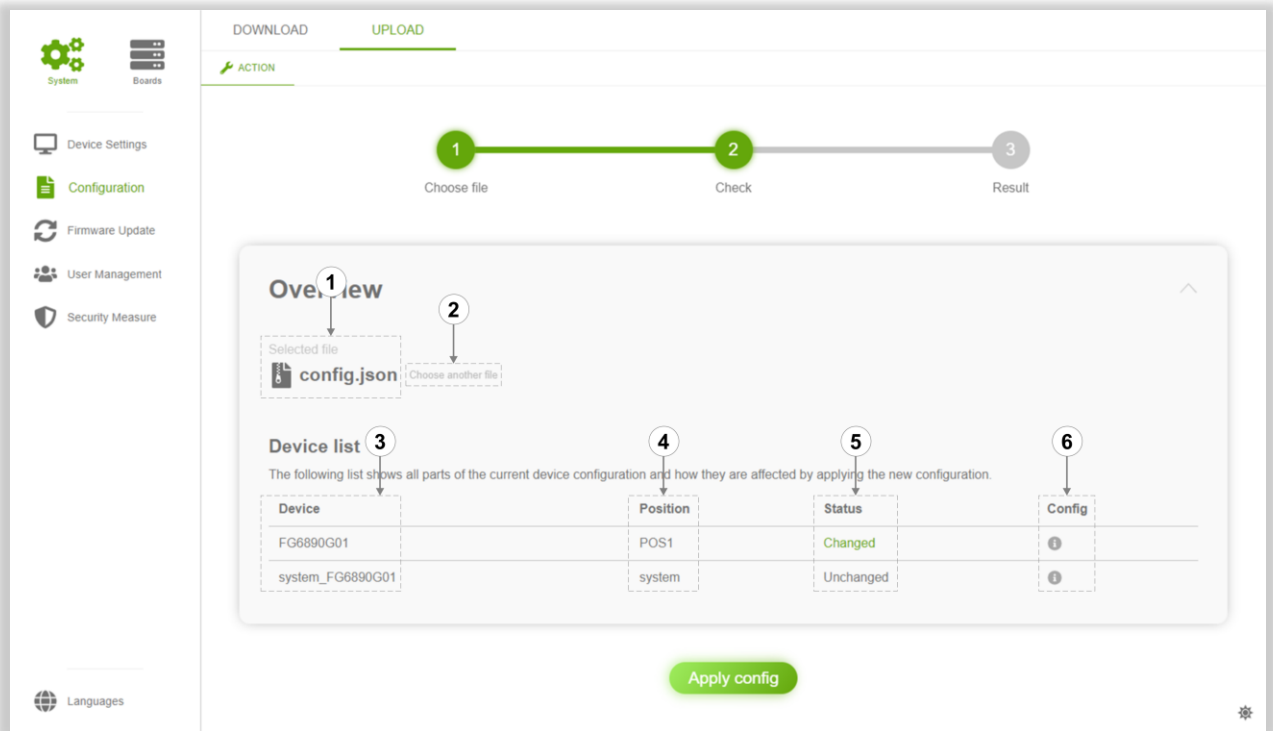 DOWNLOAD UPLOAD
System Boards
ACTION
Device Settings
Configuration
Firmware Update
User Management
Security Measure
Languages
1 2 3
Choose file Check Result
1
Overview
2
Selected file
config.json Choose another file
Device list 3 4 5 6
The following list shows all parts of the current device configuration and how they are affected by applying the new configuration.
Device Position Status Config
FG6890G01 POS1 Changed
system_FG6890G01 system Unchanged
Apply config